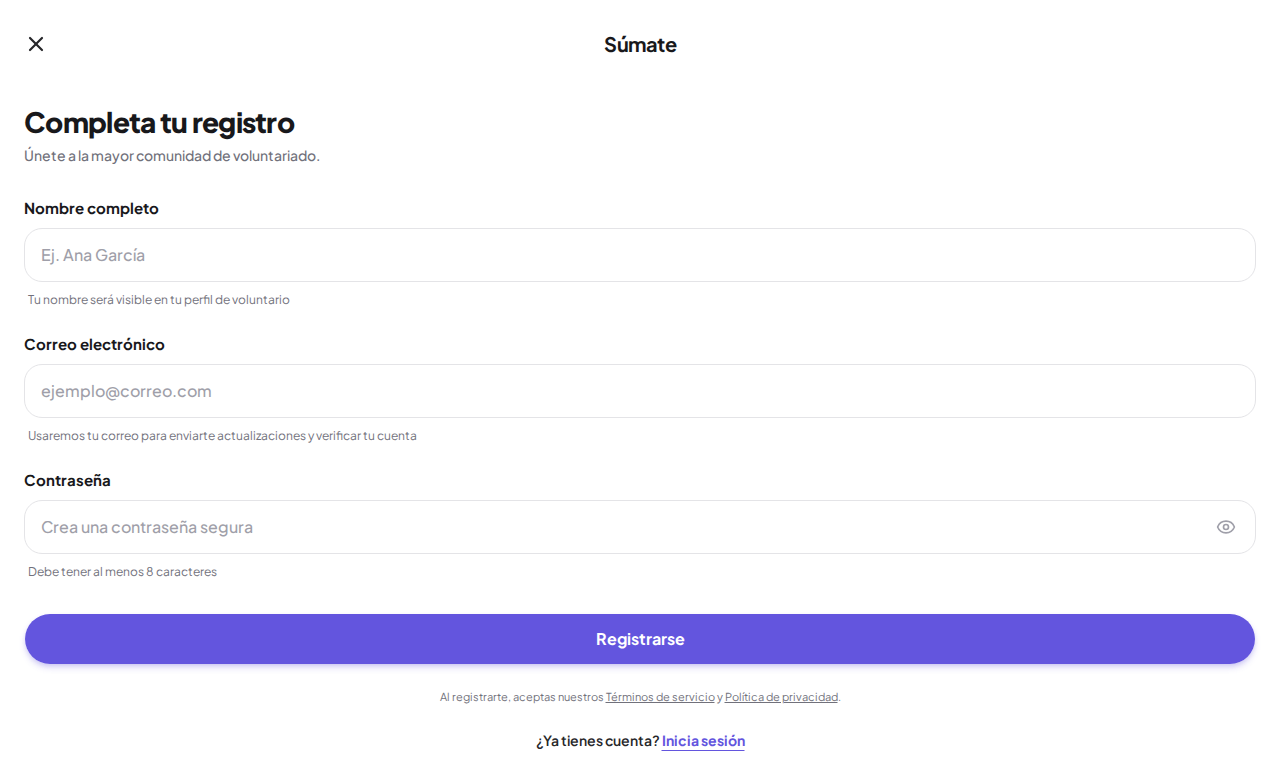 Súmate
Completa tu registro
Únete a la mayor comunidad de voluntariado.
Nombre completo
Ej. Ana García
Tu nombre será visible en tu perfil de voluntario
Correo electrónico
ejemplo@correo.com
Usaremos tu correo para enviarte actualizaciones y verificar tu cuenta
Contraseña
Crea una contraseña segura
Debe tener al menos 8 caracteres
Registrarse
Al registrarte, aceptas nuestros Términos de servicio y Política de privacidad.
¿Ya tienes cuenta? Inicia sesión